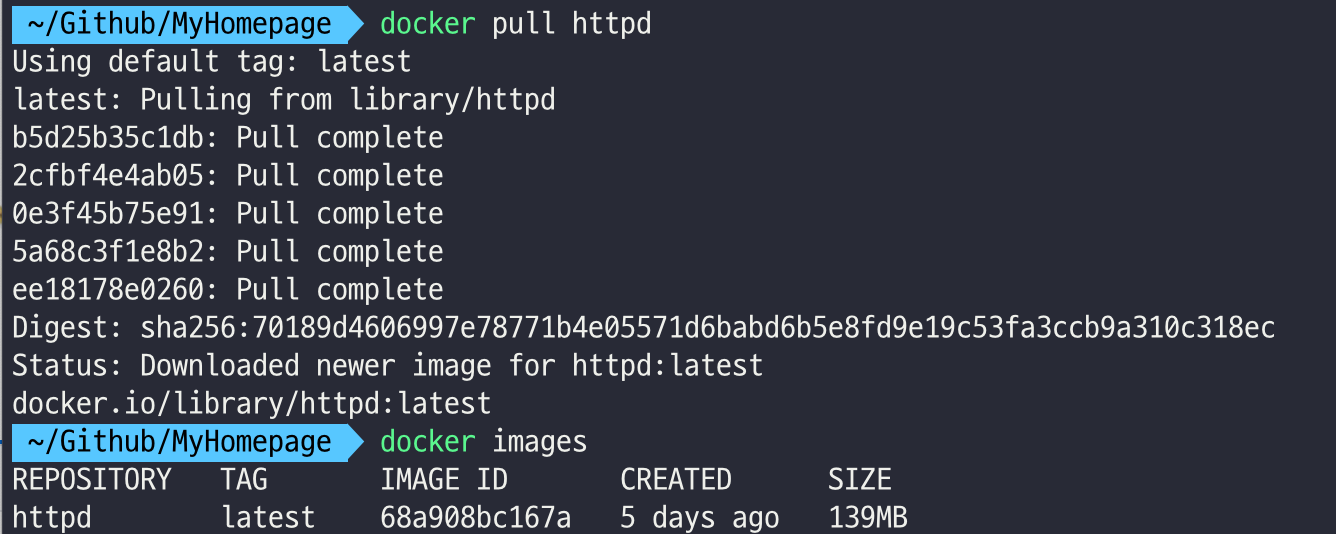 ~/Github/MyHomepage docker pull httpd
Using default tag: latest
latest: Pulling from library/httpd
b5d25b35c1db: Pull complete
2cfbf4e4ab05: Pull complete
0e3f45b75e91: Pull complete
5a68c3f1e8b2: Pull complete
ee18178e0260: Pull complete
Digest: sha256:70189d4606997e78771b4e05571d6babd6b5e8fd9e19c53fa3ccb9a310c318ec
Status: Downloaded newer image for httpd:latest
docker.io/library/httpd:latest
~/Github/MyHomepage docker images
REPOSITORY TAG IMAGE ID CREATED SIZE
httpd latest 68a908bc167a 5 days ago 139MB